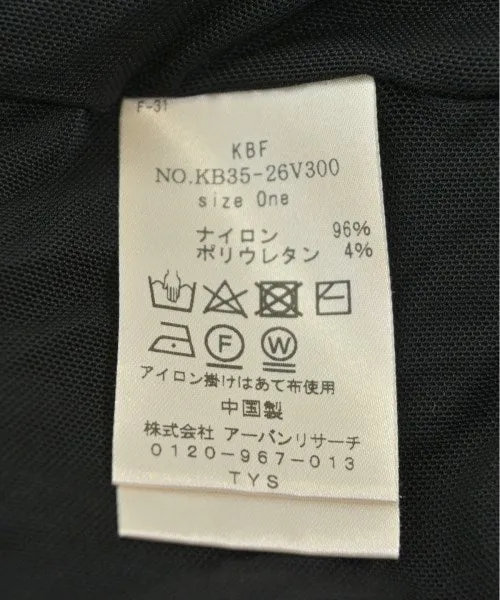 F-31
KBF
NO.KB35-26V300
size One
ナイロン 96%
ポリウレタン 4%
F W
アイロン掛けはあて布使用
中国製
株式会社 アーバンリサーチ
0120-967-013
TYS